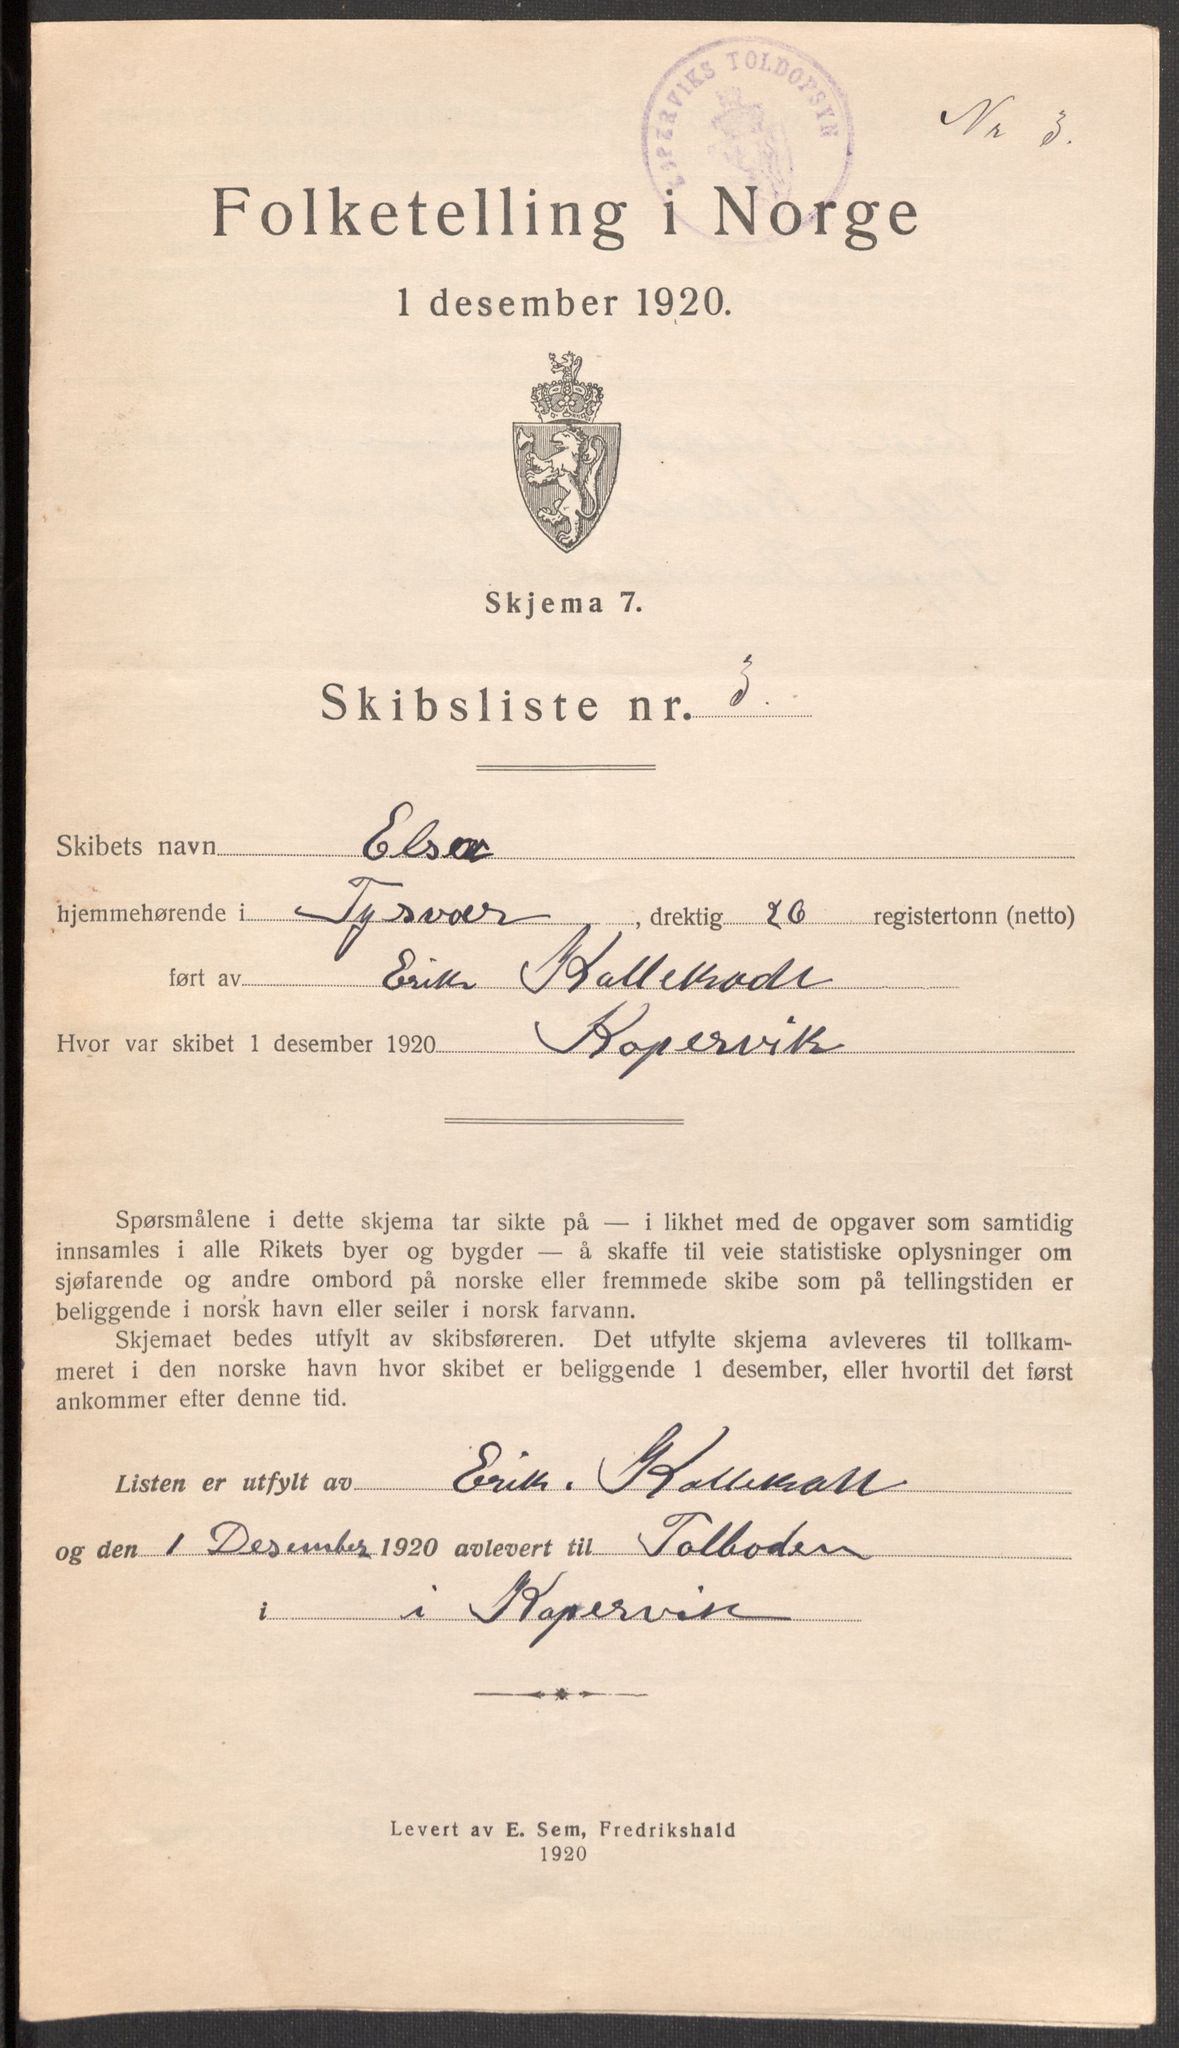 KOPERVIKS TOLDOPSYN
Nr 3.
Folketelling i Norge
1 desember 1920.
Skjema 7.
Skibsliste nr. 3.
Skibets navn Elsa
hjemmehørende i Tysvær, drektig 26 registertonn (netto)
ført av Erik
Hvor var skibet 1 desember 1920 Kopervik
Spørsmålene i dette skjema tar sikte på — i likhet med de opgaver som samtidig
innsamles i alle Rikets byer og bygder — å skaffe til veie statistiske oplysninger om
sjøfarende og andre ombord på norske eller fremmede skibe som på tellingstiden er
beliggende i norsk havn eller seiler i norsk farvann.
Skjemaet bedes utfylt av skibsføreren. Det utfylte skjema avleveres til tollkam-
meret i den norske havn hvor skibet er beliggende 1 desember, eller hvortil det først
ankommer efter denne tid.
Listen er utfylt av Erik.
og den 1 Desember 1920 avlevert til Tolboden
i i Kopervik
Levert av E. Sem, Fredrikshald
1920